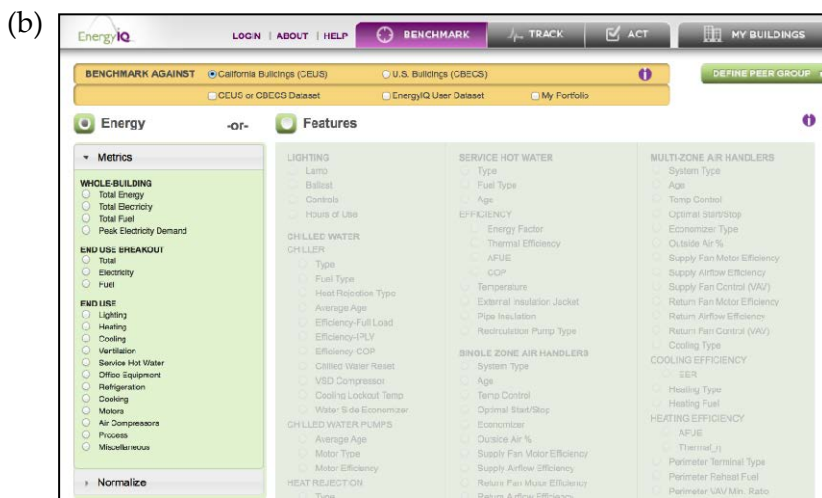 (b)
EnergyIQ
LOGIN | ABOUT | HELP
BENCHMARK
TRACK
ACT
MY BUILDINGS
BENCHMARK AGAINST
California Buildings (CEUS)
U.S. Buildings (CBECS)
DEFINE PEER GROUP
CEUS or CBECS Dataset
EnergyIQ User Dataset
My Portfolio
Energy
-or-
Features
Metrics
WHOLE-BUILDING
Total Energy
Total Electricity
Total Fuel
Peak Electricity Demand
END USE BREAKOUT
Total
Electricity
Fuel
END USE
Lighting
Heating
Cooling
Ventilation
Service Hot Water
Office Equipment
Refrigeration
Cooking
Motors
Air Compressors
Process
Miscellaneous
Normalize
LIGHTING
Lamp
Ballast
Controls
Hours of Use
CHILLED WATER
CHILLER
Type
Fuel Type
Heat Rejection Type
Average Age
Efficiency-Full Load
Efficiency-IPLV
Efficiency COP
Chilled Water Reset
VSD Compressor
Cooling Lockout Temp
Water Side Economizer
CHILLED WATER PUMPS
Average Age
Motor Type
Motor Efficiency
HEAT REJECTION
Type
SERVICE HOT WATER
Type
Fuel Type
Age
EFFICIENCY
Energy Factor
Thermal Efficiency
AFUE
COP
Temperature
External Insulation Jacket
Pipe Insulation
Recirculation Pump Type
SINGLE ZONE AIR HANDLERS
System Type
Age
Temp Control
Optimal Start/Stop
Economizer
Outside Air %
Supply Fan Motor Efficiency
Supply Airflow Efficiency
Return Fan Motor Efficiency
Return Airflow Efficiency
MULTI-ZONE AIR HANDLERS
System Type
Age
Temp Control
Optimal Start/Stop
Economizer Type
Outside Air %
Supply Fan Motor Efficiency
Supply Airflow Efficiency
Supply Fan Control (VAV)
Return Fan Motor Efficiency
Return Airflow Efficiency
Return Fan Control (VAV)
Cooling Type
COOLING EFFICIENCY
EER
Heating Type
Heating Fuel
HEATING EFFICIENCY
AFUE
Thermal_η
Perimeter Terminal Type
Perimeter Reheat Fuel
Perimeter VAV Min. Ratio